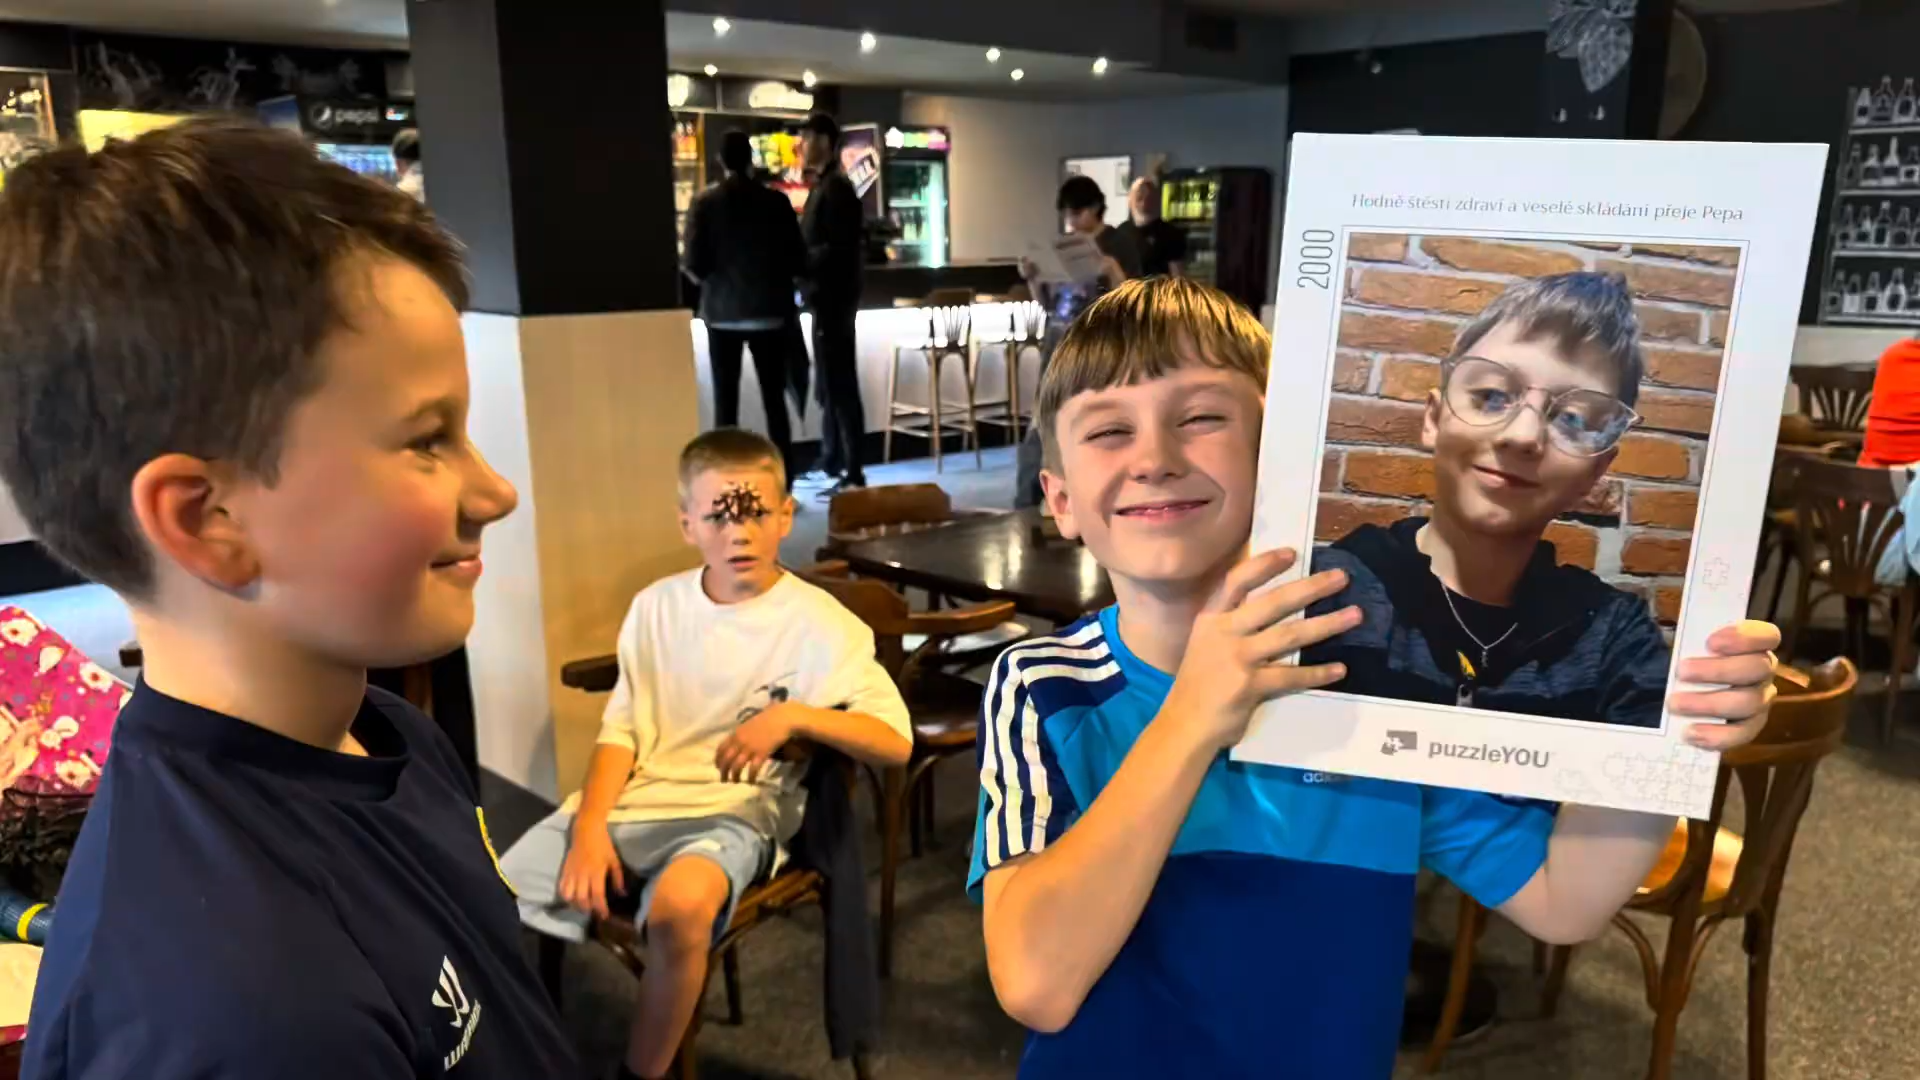 pepsi
Hodně štěstí zdraví a veselé skládání přeje Pepa
2000
puzzleYOU